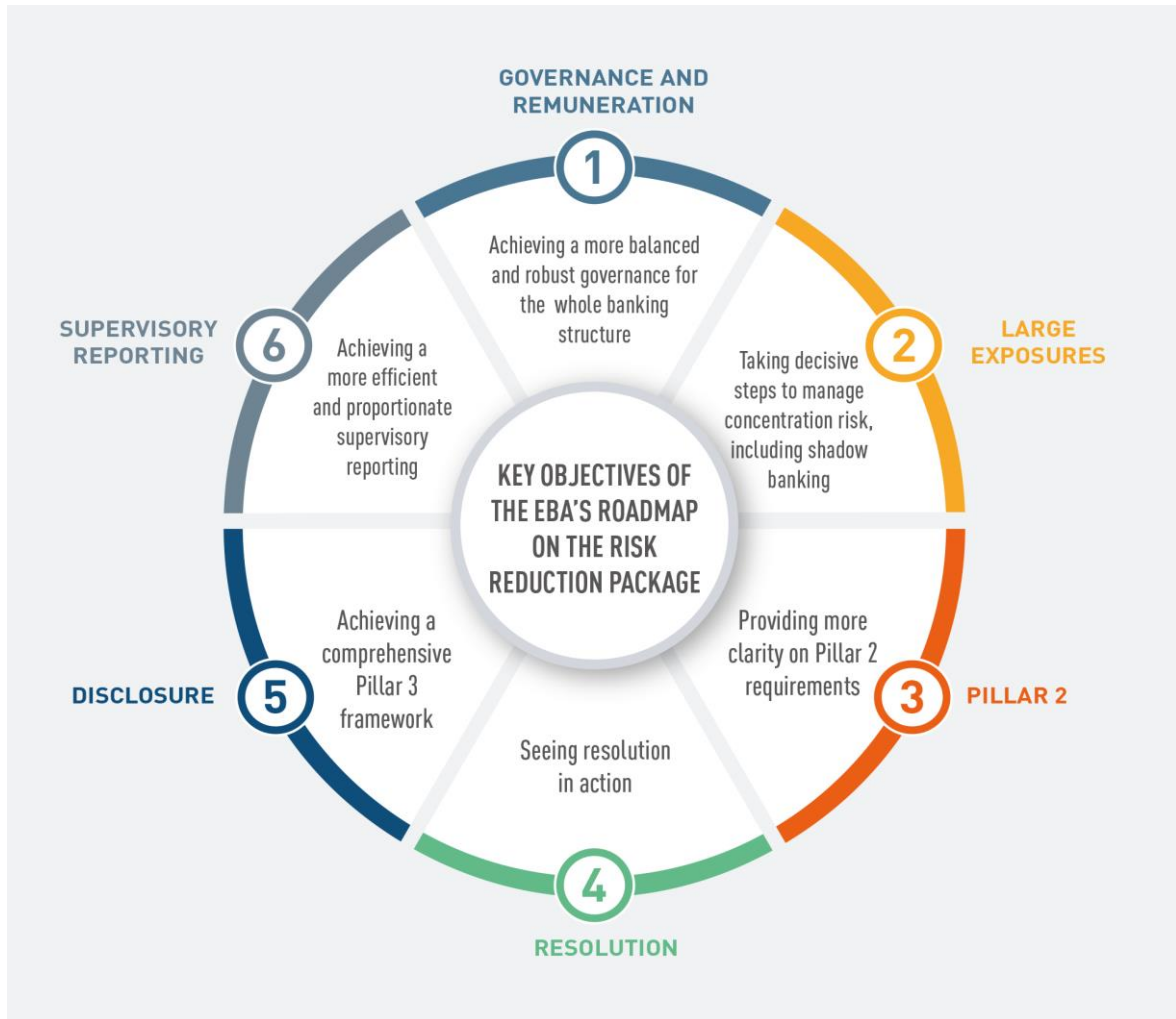 GOVERNANCE AND
REMUNERATION
1
Achieving a more balanced
and robust governance for
the whole banking
structure
LARGE
EXPOSURES
2
Taking decisive
steps to manage
concentration risk,
including shadow
banking
PILLAR 2
3
Providing more
clarity on Pillar 2
requirements
RESOLUTION
4
Seeing resolution
in action
DISCLOSURE
5
Achieving a
comprehensive
Pillar 3
framework
SUPERVISORY
REPORTING
6
Achieving a
more efficient
and proportionate
supervisory
reporting
KEY OBJECTIVES OF
THE EBA'S ROADMAP
ON THE RISK
REDUCTION PACKAGE